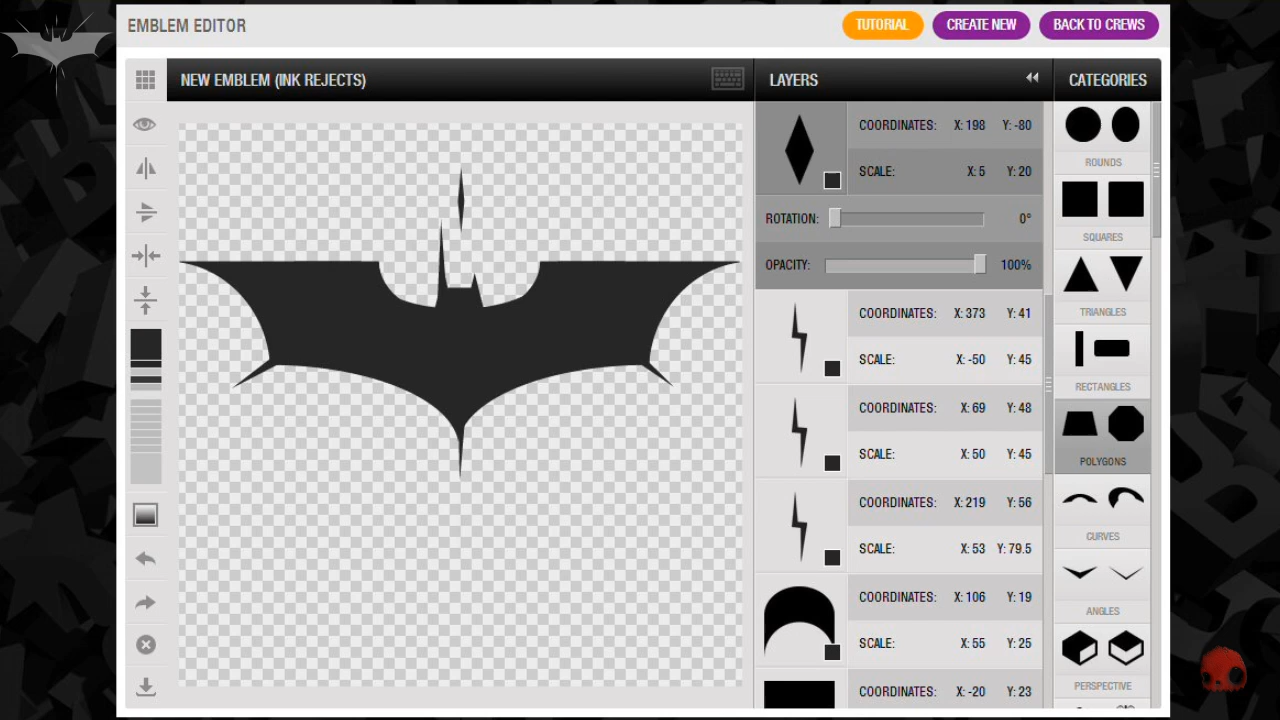 EMBLEM EDITOR
TUTORIAL
CREATE NEW
BACK TO CREWS
NEW EMBLEM (INK REJECTS)
LAYERS
CATEGORIES
COORDINATES: X: 198 Y: -80
SCALE: X: 5 Y: 20
ROTATION: 0°
OPACITY: 100%
COORDINATES: X: 373 Y: 41
SCALE: X: -50 Y: 45
COORDINATES: X: 69 Y: 48
SCALE: X: 50 Y: 45
COORDINATES: X: 219 Y: 56
SCALE: X: 53 Y: 79.5
COORDINATES: X: 106 Y: 19
SCALE: X: 55 Y: 25
COORDINATES: X: -20 Y: 23
ROUNDS
SQUARES
TRIANGLES
RECTANGLES
POLYGONS
CURVES
ANGLES
PERSPECTIVE